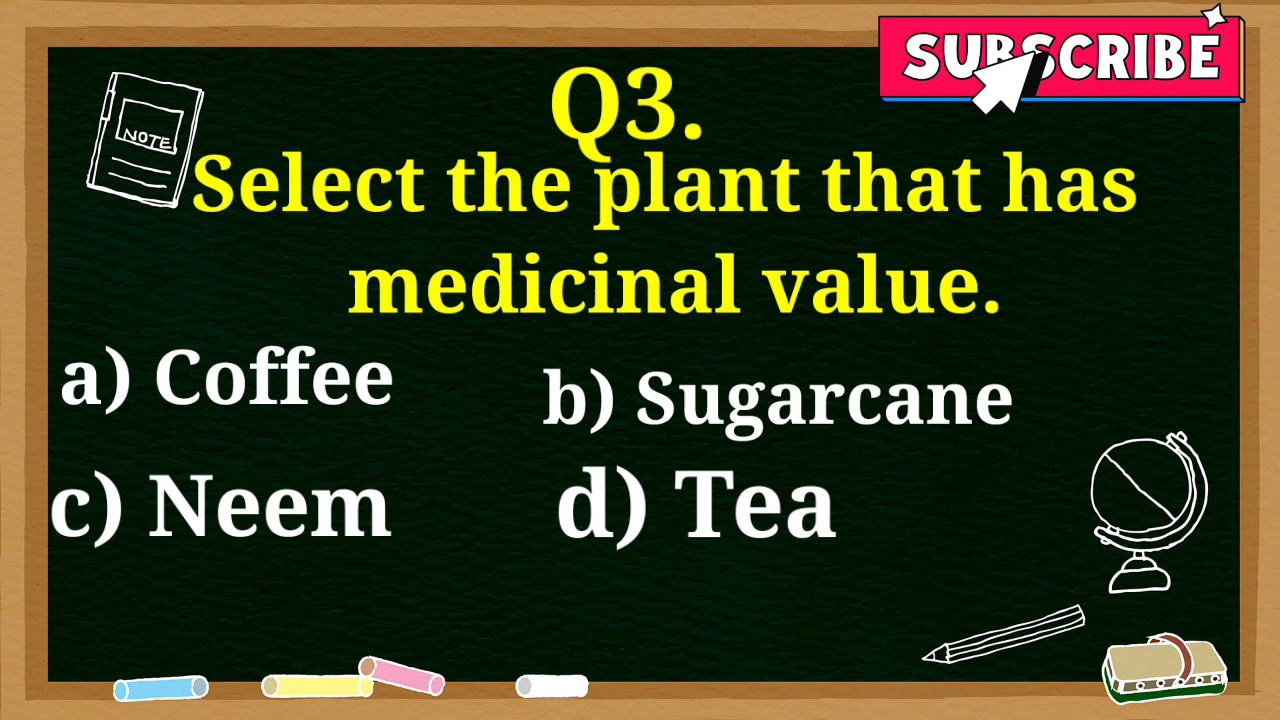 SUBSCRIBE
NOTE
Q3.
Select the plant that has
medicinal value.
a) Coffee
b) Sugarcane
c) Neem
d) Tea